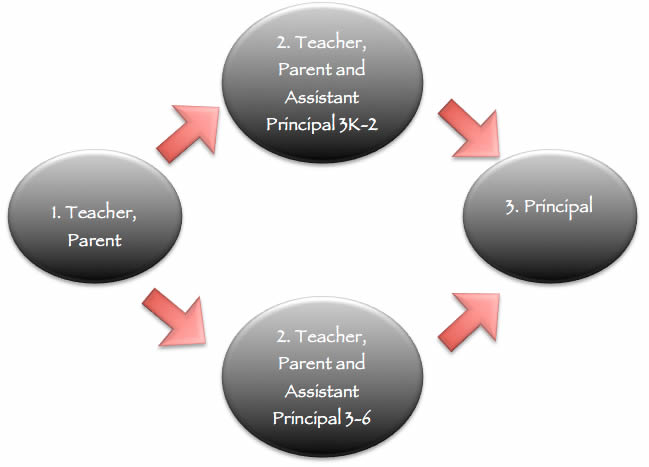 1. Teacher,
Parent
2. Teacher,
Parent and
Assistant
Principal 3K-2
2. Teacher,
Parent and
Assistant
Principal 3-6
3. Principal